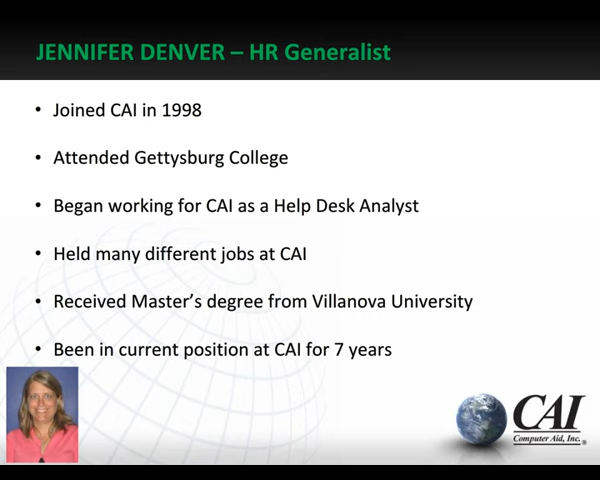 JENNIFER DENVER – HR Generalist
• Joined CAI in 1998
• Attended Gettysburg College
• Began working for CAI as a Help Desk Analyst
• Held many different jobs at CAI
• Received Master’s degree from Villanova University
• Been in current position at CAI for 7 years
CAI
Computer Aid, Inc.®